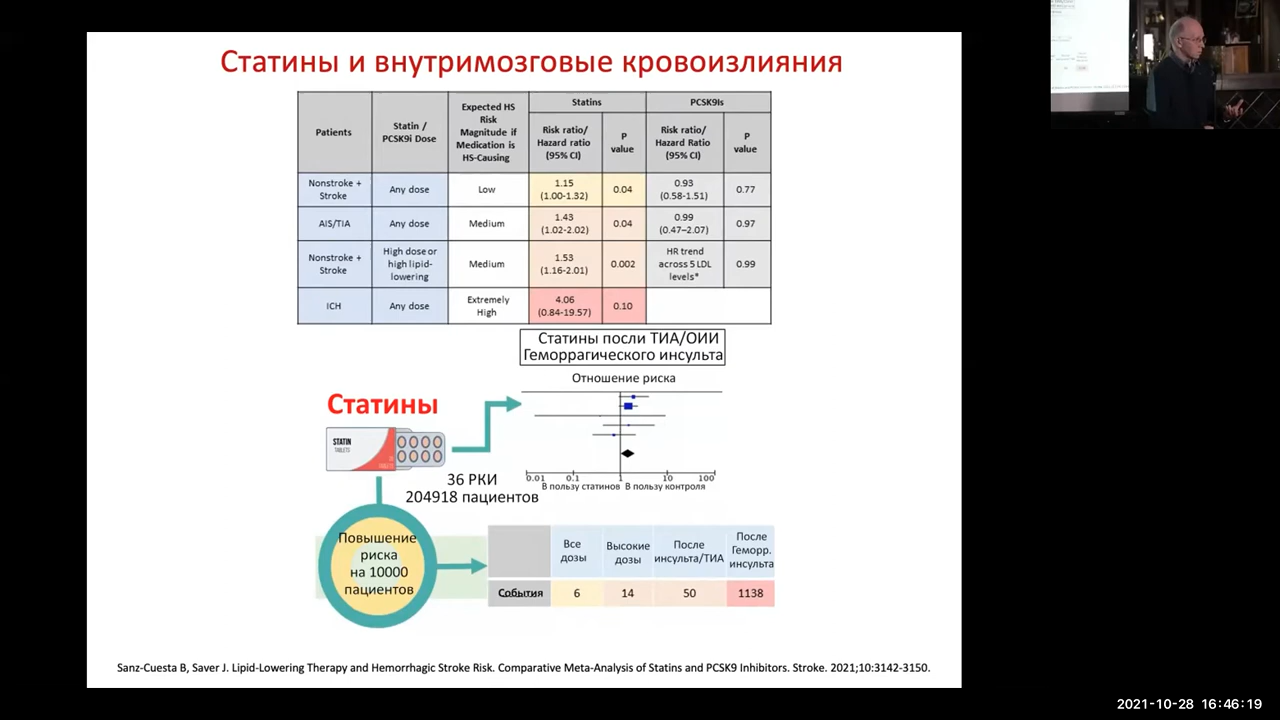 Статины и внутримозговые кровоизлияния
Patients
Statin /
PCSK9i Dose
Expected HS
Risk
Magnitude if
Medication is
HS-Causing
Statins
PCSK9Is
Risk ratio/
Hazard ratio
(95% CI)
P
value
Risk ratio/
Hazard Ratio
(95% CI)
P
value
Nonstroke +
Stroke
Any dose
Low
1.15
(1.00-1.32)
0.04
0.93
(0.58-1.51)
0.77
AIS/TIA
Any dose
Medium
1.43
(1.02-2.02)
0.04
0.99
(0.47–2.07)
0.97
Nonstroke +
Stroke
High dose or
high lipid-
lowering
Medium
1.53
(1.16-2.01)
0.002
HR trend
across 5 LDL
levels*
0.99
ICH
Any dose
Extremely
High
4.06
(0.84-19.57)
0.10
Статины посли ТИА/ОИИ
Геморрагического инсульта
Отношение риска
Статины
STATIN
TABLETS
36 РКИ
204918 пациентов
0.01 0.1 1 10 100
В пользу статинов В пользу контроля
Повышение
риска
на 10000
пациентов
Все
дозы
Высокие
дозы
После
инсульта/ТИА
После
Геморр.
инсульта
События
6
14
50
1138
Sanz-Cuesta B, Saver J. Lipid-Lowering Therapy and Hemorrhagic Stroke Risk. Comparative Meta-Analysis of Statins and PCSK9 Inhibitors. Stroke. 2021;10:3142-3150.
2021-10-28 16:46:19